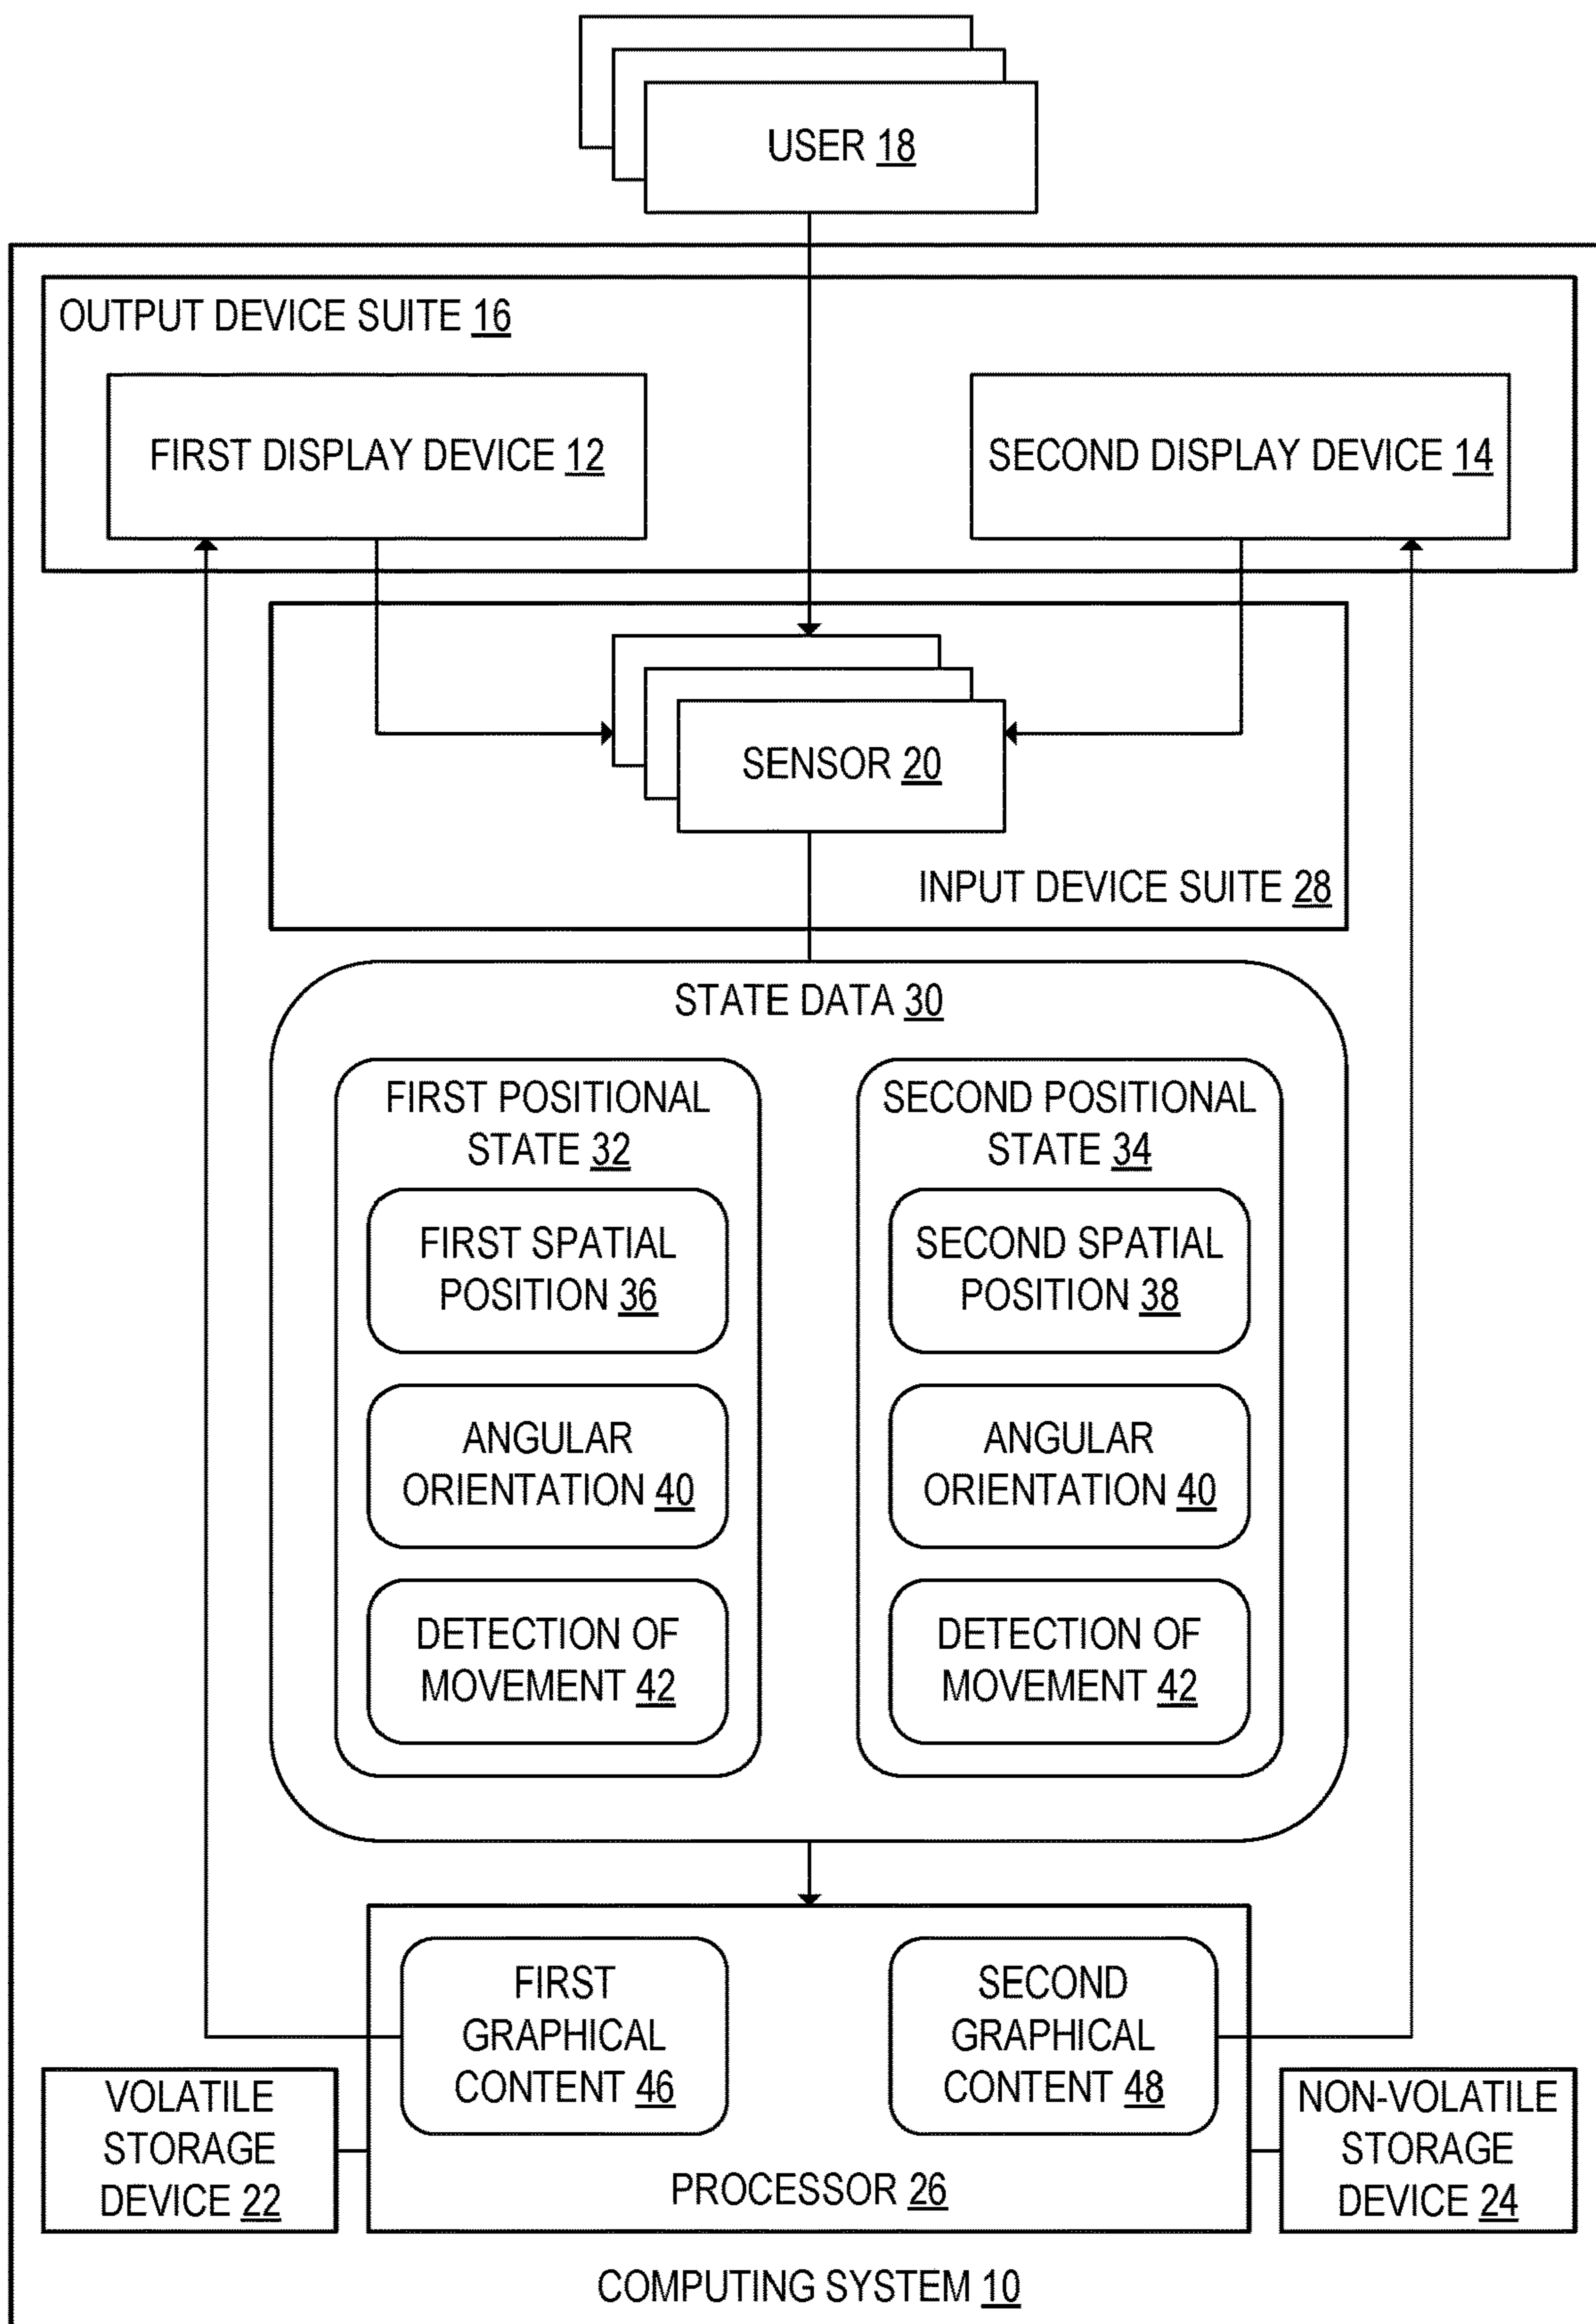 USER 18
OUTPUT DEVICE SUITE 16
FIRST DISPLAY DEVICE 12
SECOND DISPLAY DEVICE 14
SENSOR 20
INPUT DEVICE SUITE 28
STATE DATA 30
FIRST POSITIONAL
STATE 32
FIRST SPATIAL
POSITION 36
ANGULAR
ORIENTATION 40
DETECTION OF
MOVEMENT 42
SECOND POSITIONAL
STATE 34
SECOND SPATIAL
POSITION 38
ANGULAR
ORIENTATION 40
DETECTION OF
MOVEMENT 42
FIRST
GRAPHICAL
CONTENT 46
SECOND
GRAPHICAL
CONTENT 48
VOLATILE
STORAGE
DEVICE 22
PROCESSOR 26
NON-VOLATILE
STORAGE
DEVICE 24
COMPUTING SYSTEM 10